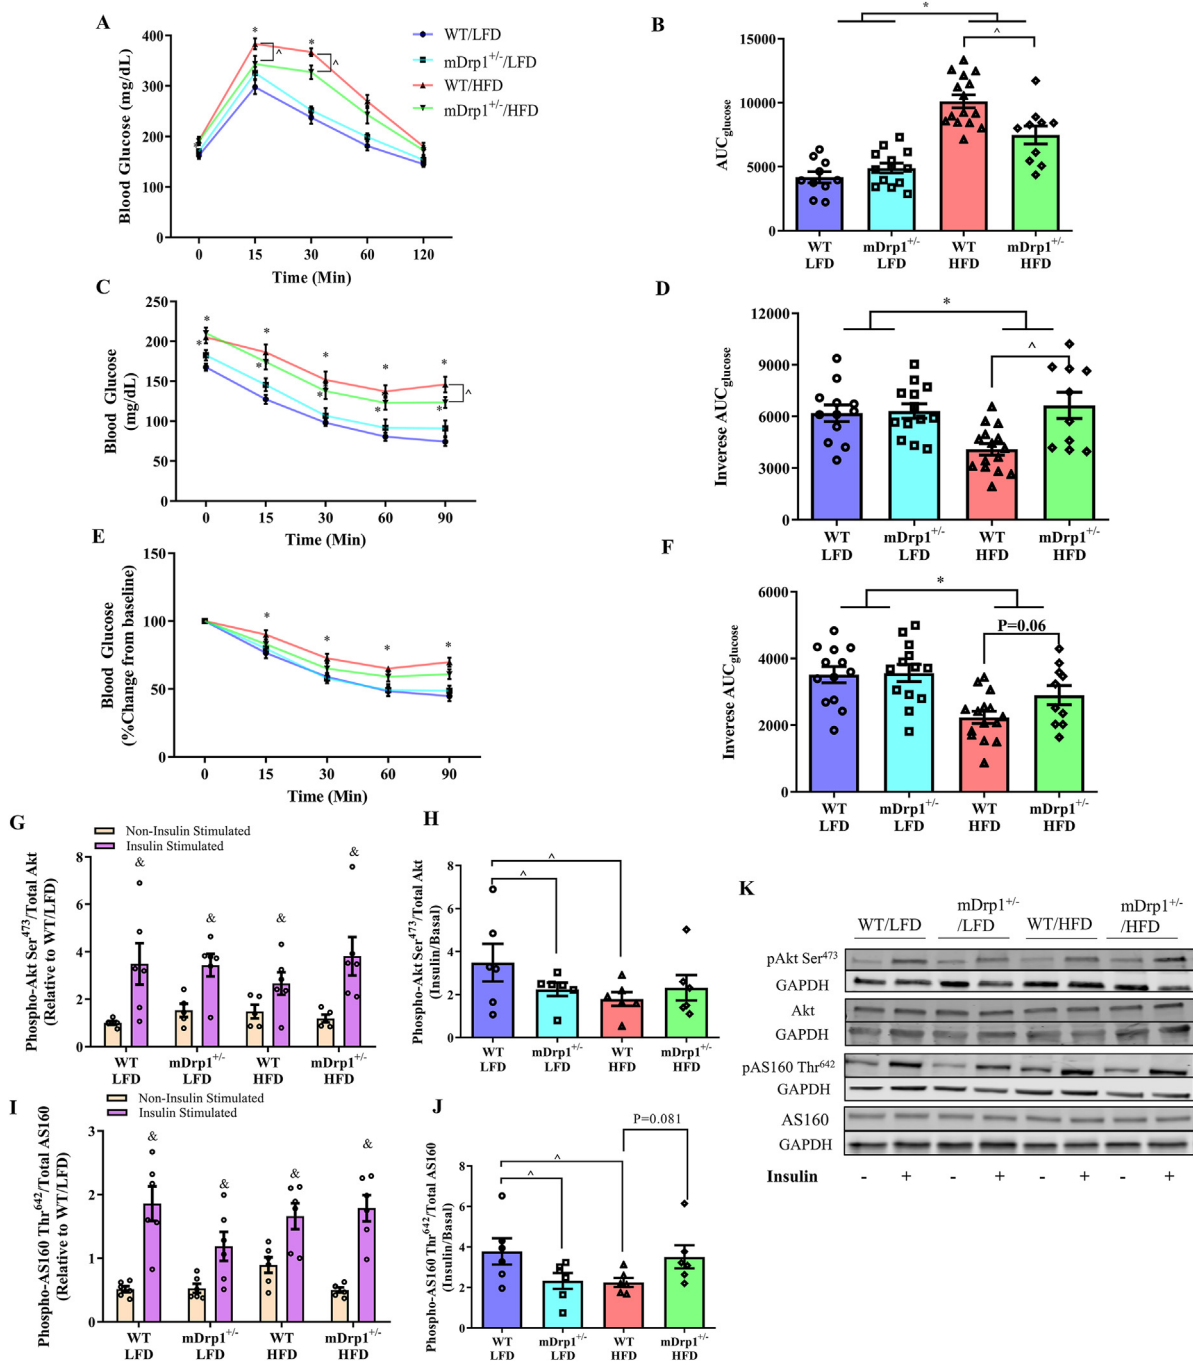 A
Blood Glucose (mg/dL)
400
300
200
100
0
0 15 30 60 120
Time (Min)
* * *
^ ^
WT/LFD
mDrp1+/-/LFD
WT/HFD
mDrp1+/-/HFD
B
AUCglucose
15000
10000
5000
0
*
^
WT LFD
mDrp1+/- LFD
WT HFD
mDrp1+/- HFD
C
Blood Glucose (mg/dL)
250
200
150
100
50
0
0 15 30 60 90
Time (Min)
* * * * *
* * * * *
^
D
Inverese AUCglucose
12000
9000
6000
3000
0
*
^
WT LFD
mDrp1+/- LFD
WT HFD
mDrp1+/- HFD
E
Blood Glucose
(%Change from baseline)
150
100
50
0
0 15 30 60 90
Time (Min)
* * * *
F
Inverese AUCglucose
6000
4000
2000
0
*
P=0.06
WT LFD
mDrp1+/- LFD
WT HFD
mDrp1+/- HFD
G
Non-Insulin Stimulated
Insulin Stimulated
Phospho-Akt Ser473/Total Akt
(Relative to WT/LFD)
8
6
4
2
0
& & & &
WT LFD
mDrp1+/- LFD
WT HFD
mDrp1+/- HFD
H
Phospho-Akt Ser473/Total Akt
(Insulin/Basal)
8
6
4
2
0
^
^
WT LFD
mDrp1+/- LFD
WT HFD
mDrp1+/- HFD
I
Non-Insulin Stimulated
Insulin Stimulated
Phospho-AS160 Thr642/Total AS160
(Relative to WT/LFD)
3
2
1
0
& & & &
WT LFD
mDrp1+/- LFD
WT HFD
mDrp1+/- HFD
J
Phospho-AS160 Thr642/Total AS160
(Insulin/Basal)
8
6
4
2
0
P=0.081
^
^
WT LFD
mDrp1+/- LFD
WT HFD
mDrp1+/- HFD
K
WT/LFD
mDrp1+/-
/LFD
WT/HFD
mDrp1+/-
/HFD
pAkt Ser473
GAPDH
Akt
GAPDH
pAS160 Thr642
GAPDH
AS160
GAPDH
Insulin - + - + - + - +